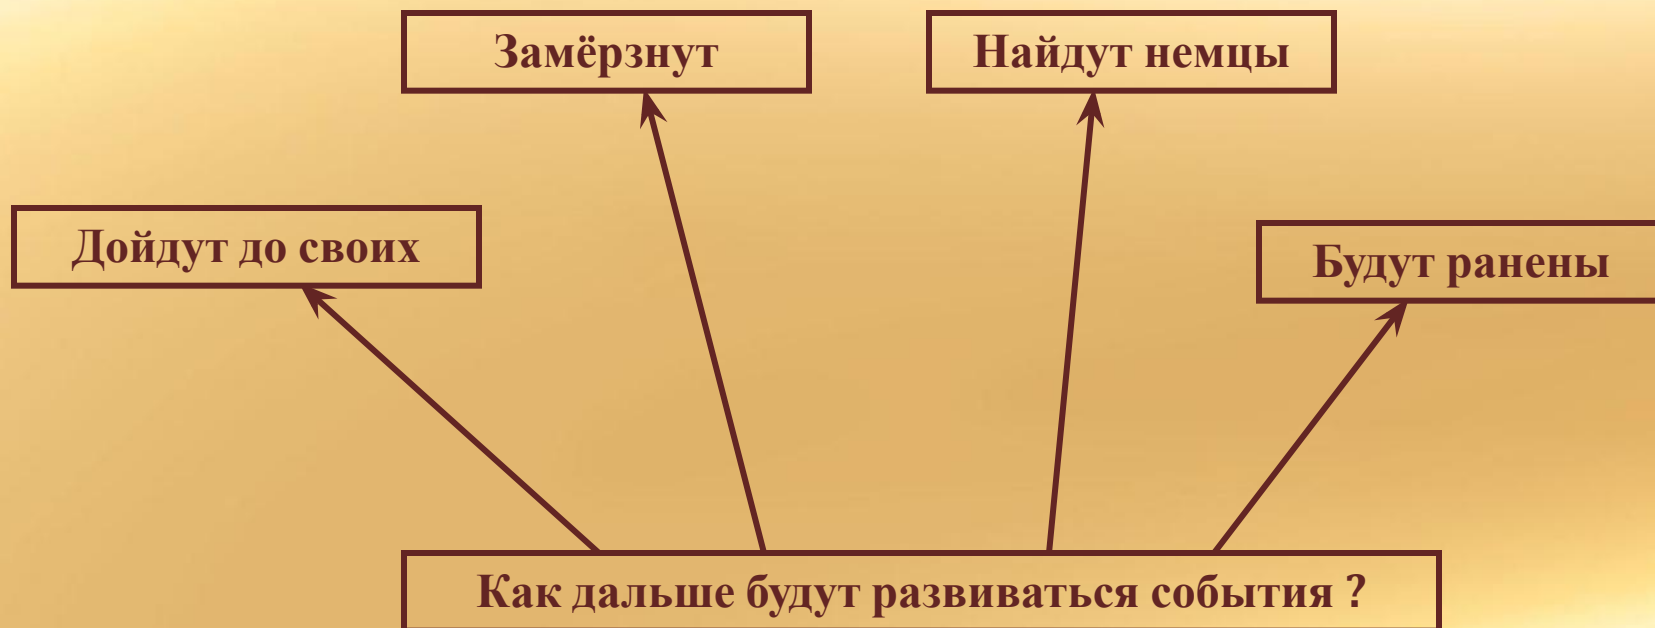 Замёрзнут
Найдут немцы
Дойдут до своих
Будут ранены
Как дальше будут развиваться события ?